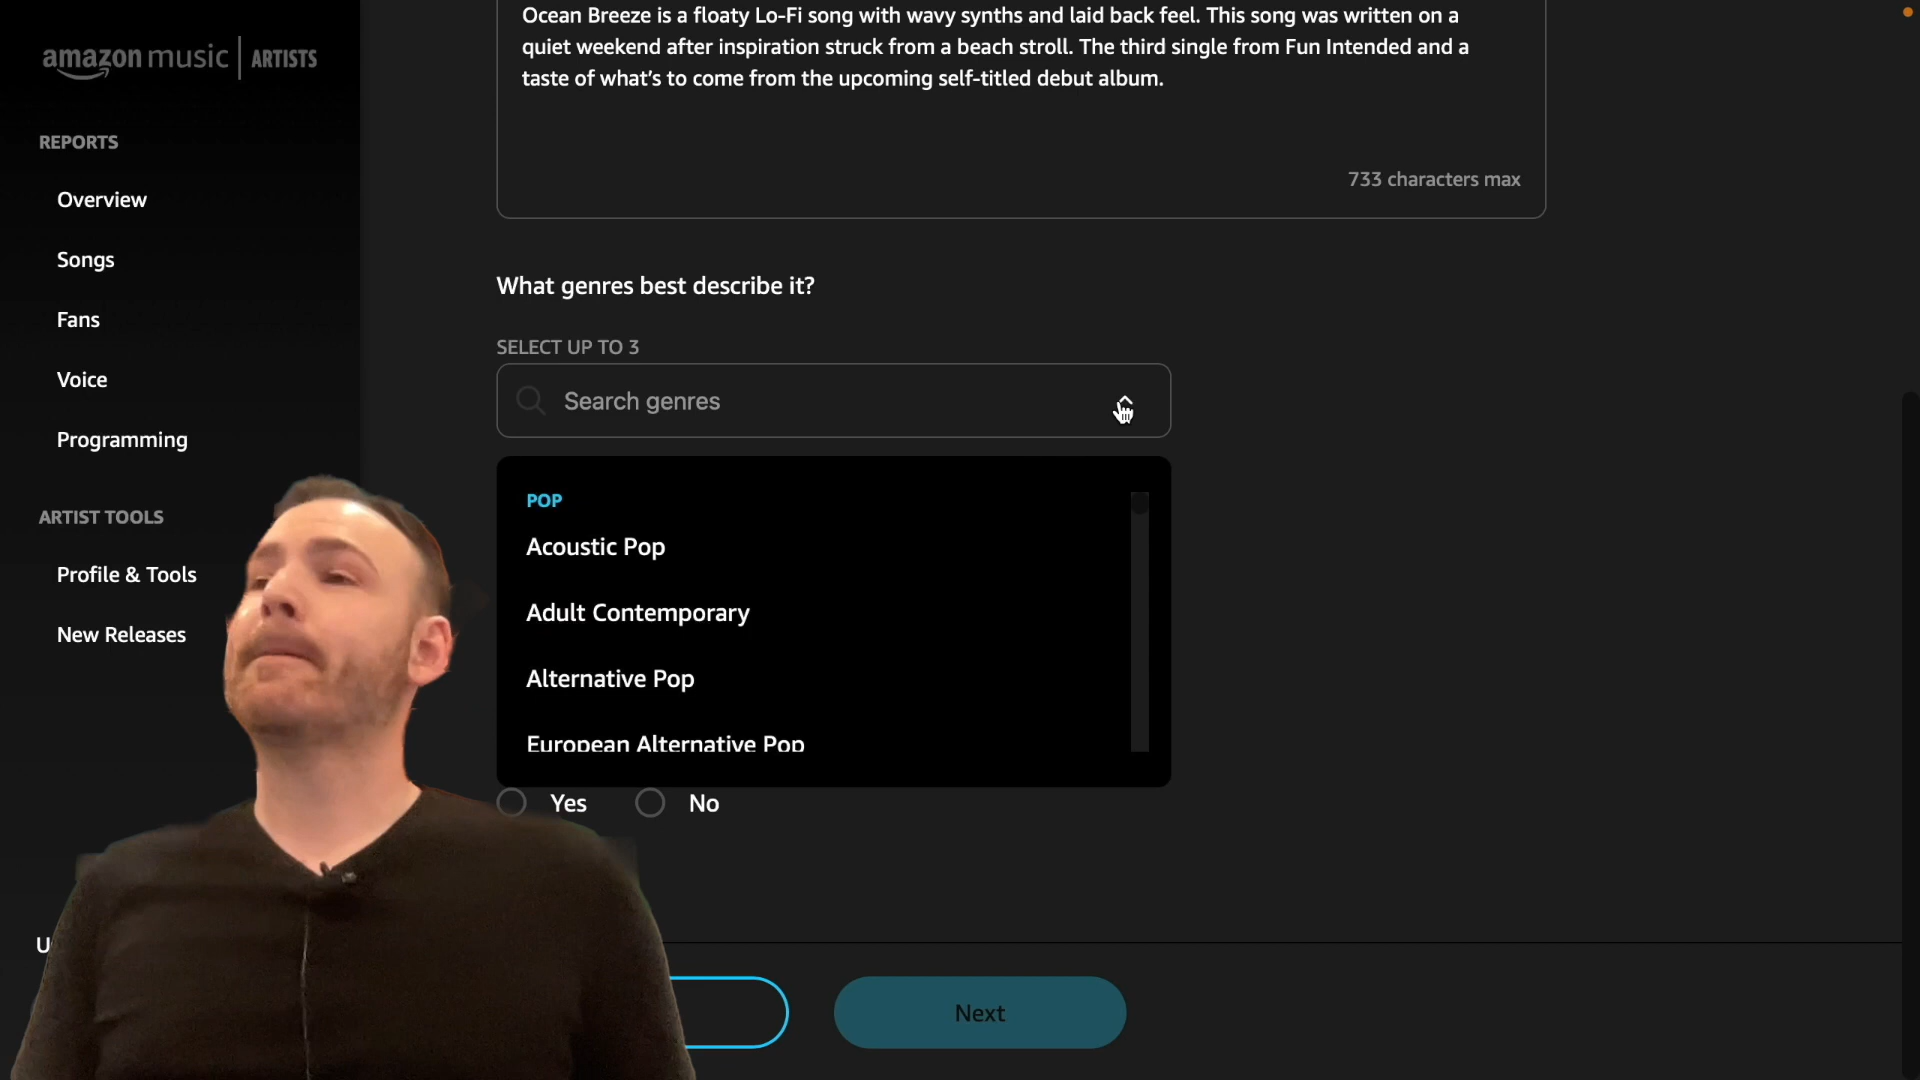 amazon music | ARTISTS
REPORTS
Overview
Songs
Fans
Voice
Programming
ARTIST TOOLS
Profile & Tools
New Releases
Ocean Breeze is a floaty Lo-Fi song with wavy synths and laid back feel. This song was written on a
quiet weekend after inspiration struck from a beach stroll. The third single from Fun Intended and a
taste of what's to come from the upcoming self-titled debut album.
733 characters max
What genres best describe it?
SELECT UP TO 3
Search genres
POP
Acoustic Pop
Adult Contemporary
Alternative Pop
European Alternative Pop
Yes No
Next